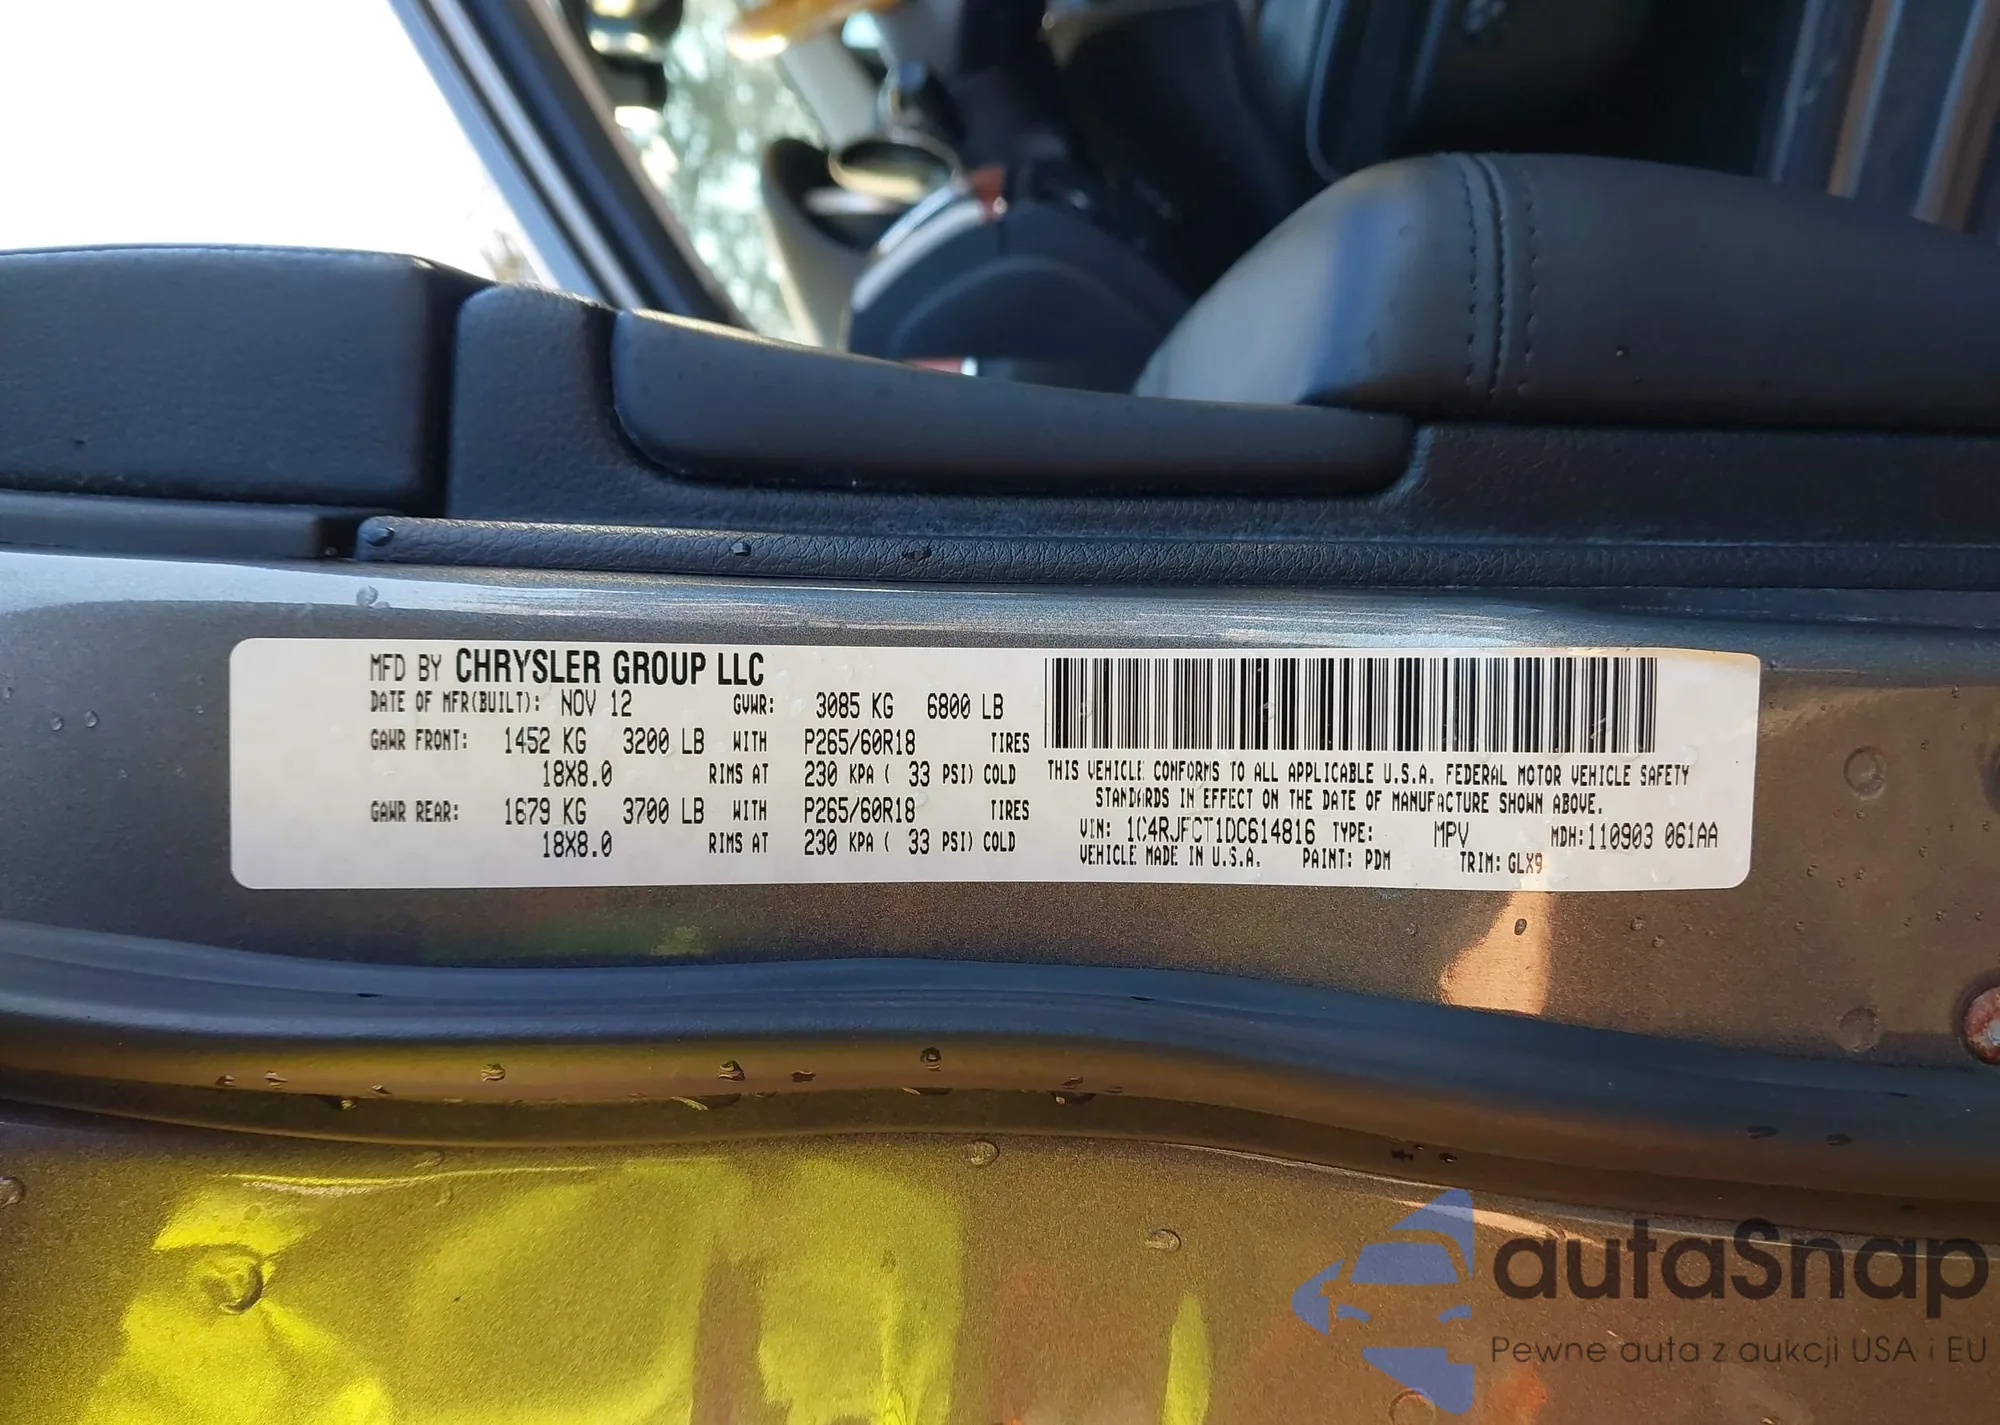 MFD BY CHRYSLER GROUP LLC
DATE OF MFR(BUILT): NOV 12 GVWR: 3085 KG 6800 LB
GAWR FRONT: 1452 KG 3200 LB WITH P265/60R18 TIRES
18X8.0 RIMS AT 230 KPA ( 33 PSI) COLD
GAWR REAR: 1679 KG 3700 LB WITH P265/60R18 TIRES
18X8.0 RIMS AT 230 KPA ( 33 PSI) COLD
THIS VEHICLE CONFORMS TO ALL APPLICABLE U.S.A. FEDERAL MOTOR VEHICLE SAFETY
STANDARDS IN EFFECT ON THE DATE OF MANUFACTURE SHOWN ABOVE.
VIN: 1C4RJFCT1DC614816 TYPE: MPV MDH: 110903 061AA
VEHICLE MADE IN U.S.A. PAINT: PDM TRIM: GLX9
autaSnap
Pewne auta z aukcji USA i EU